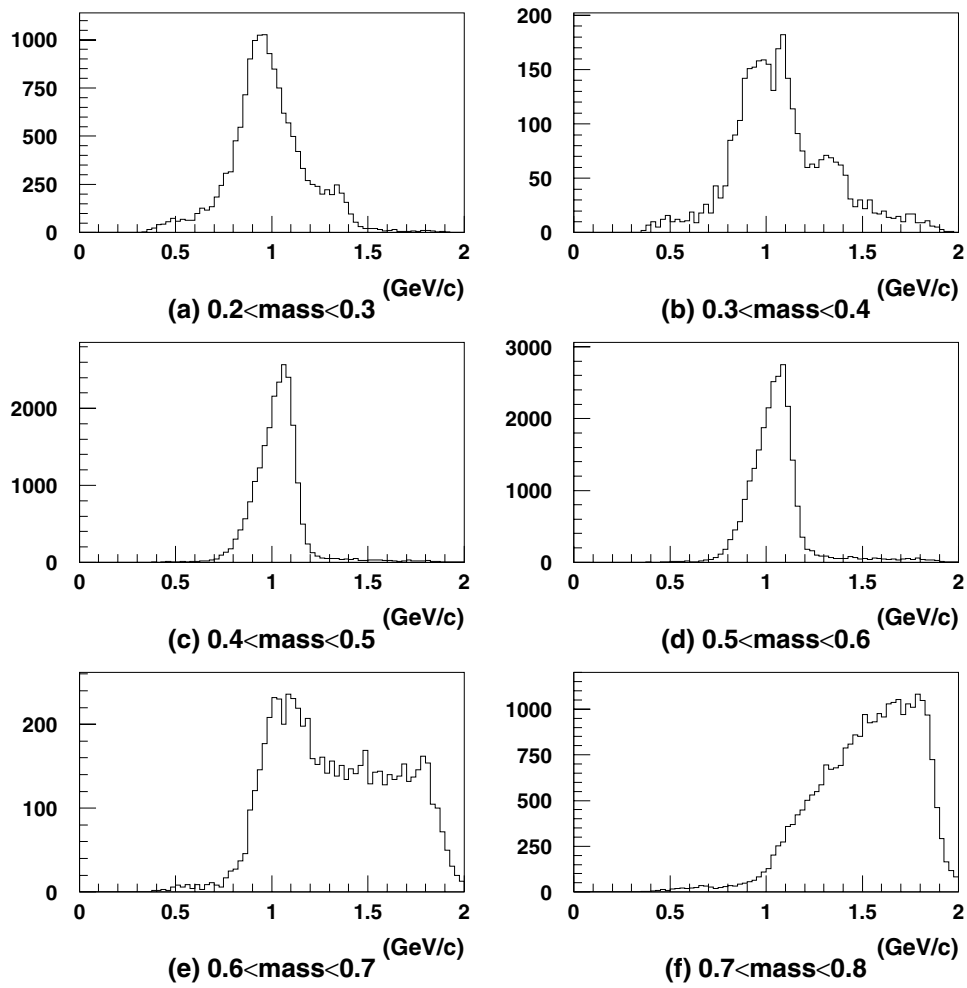 1000
750
500
250
0
0 0.5 1 1.5 2
(GeV/c)
(a) 0.2<mass<0.3
200
150
100
50
0
0 0.5 1 1.5 2
(GeV/c)
(b) 0.3<mass<0.4
2000
1000
0
0 0.5 1 1.5 2
(GeV/c)
(c) 0.4<mass<0.5
3000
2000
1000
0
0 0.5 1 1.5 2
(GeV/c)
(d) 0.5<mass<0.6
200
100
0
0 0.5 1 1.5 2
(GeV/c)
(e) 0.6<mass<0.7
1000
750
500
250
0
0 0.5 1 1.5 2
(GeV/c)
(f) 0.7<mass<0.8